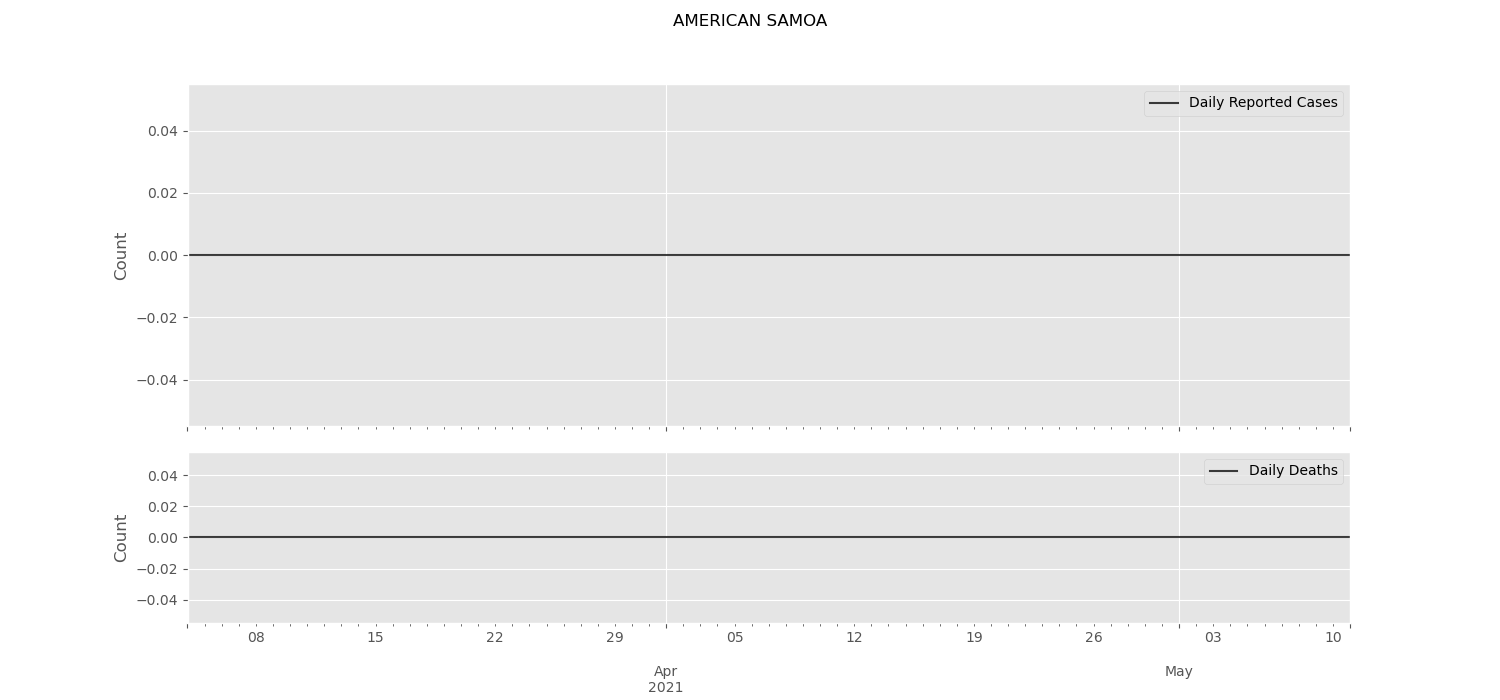 AMERICAN SAMOA
Daily Reported Cases
Count
0.04
0.02
0.00
−0.02
−0.04
Daily Deaths
Count
0.04
0.02
0.00
−0.02
−0.04
08 15 22 29 05 12 19 26 03 10
Apr May
2021